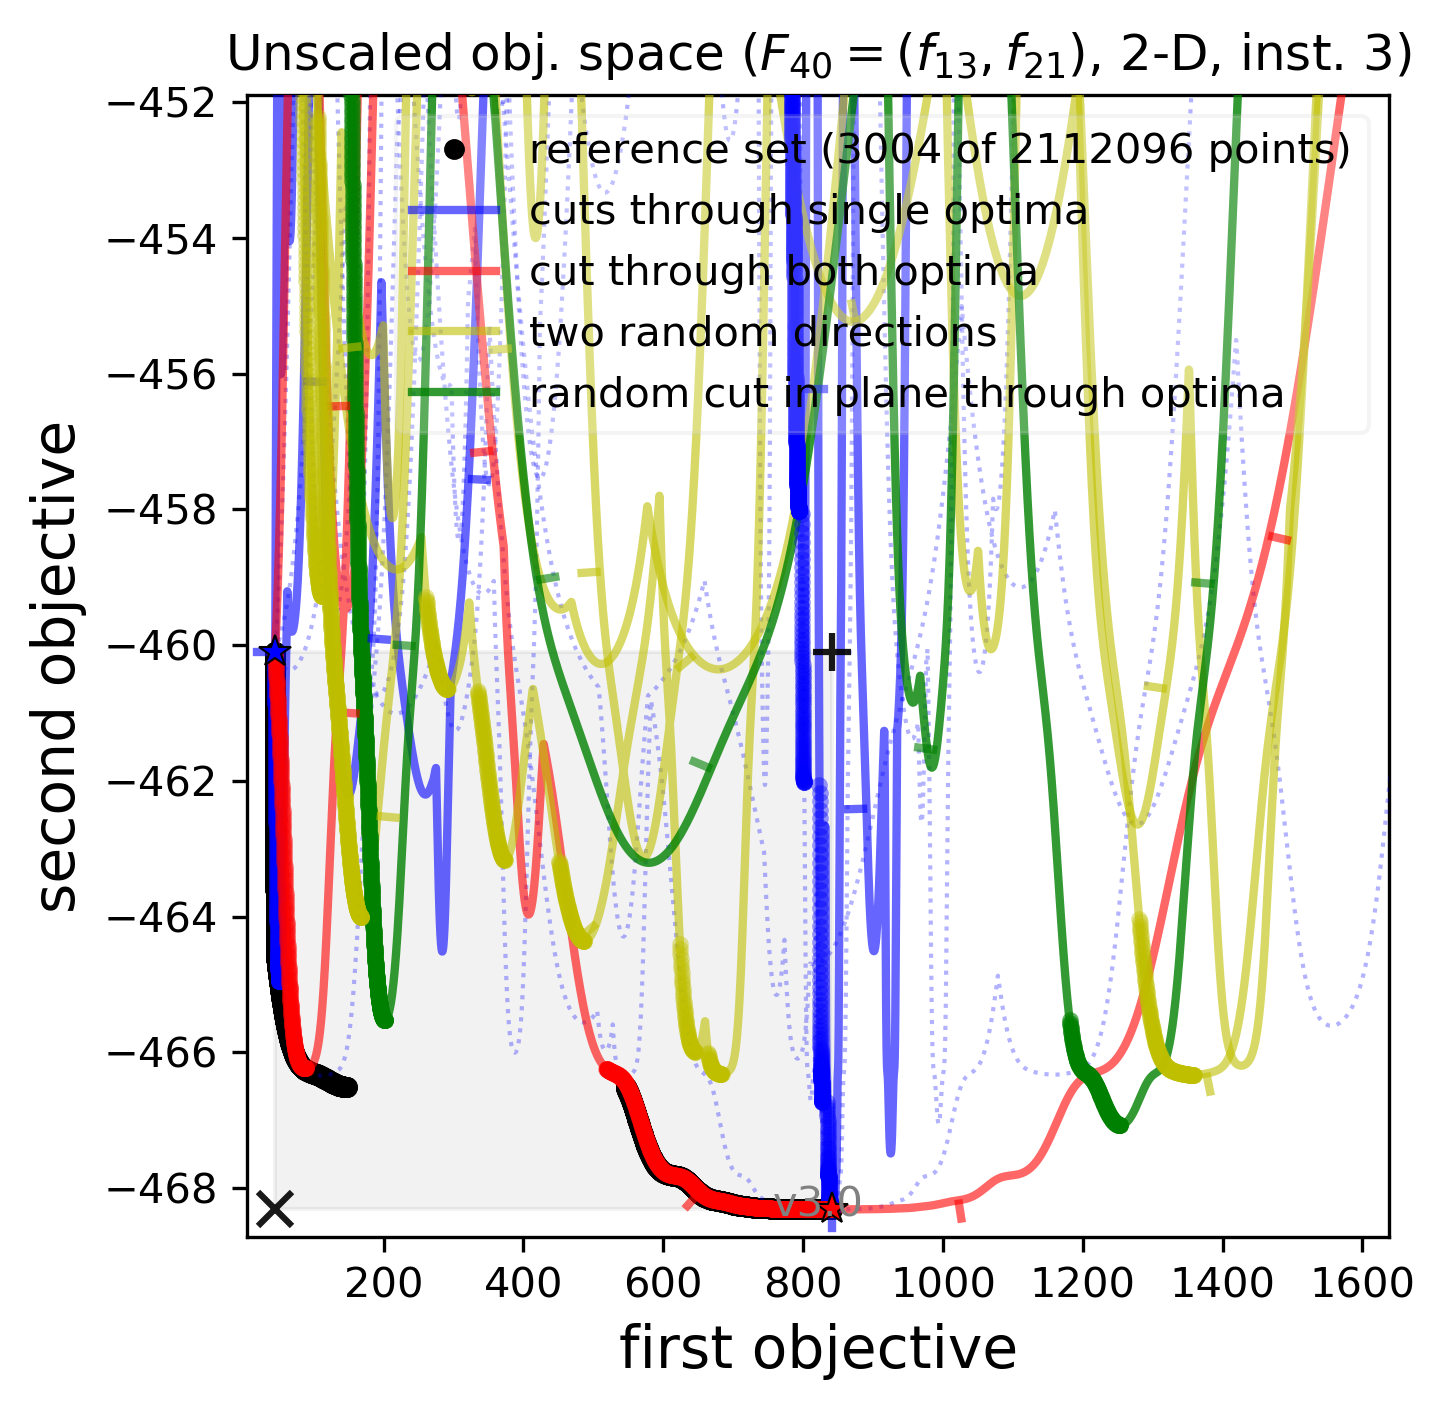 Unscaled obj. space (F₄₀ = (f₁₃, f₂₁), 2-D, inst. 3)
reference set (3004 of 2112096 points)
cuts through single optima
cut through both optima
two random directions
random cut in plane through optima
second objective
−452
−454
−456
−458
−460
−462
−464
−466
−468
v3.0
200 400 600 800 1000 1200 1400 1600
first objective